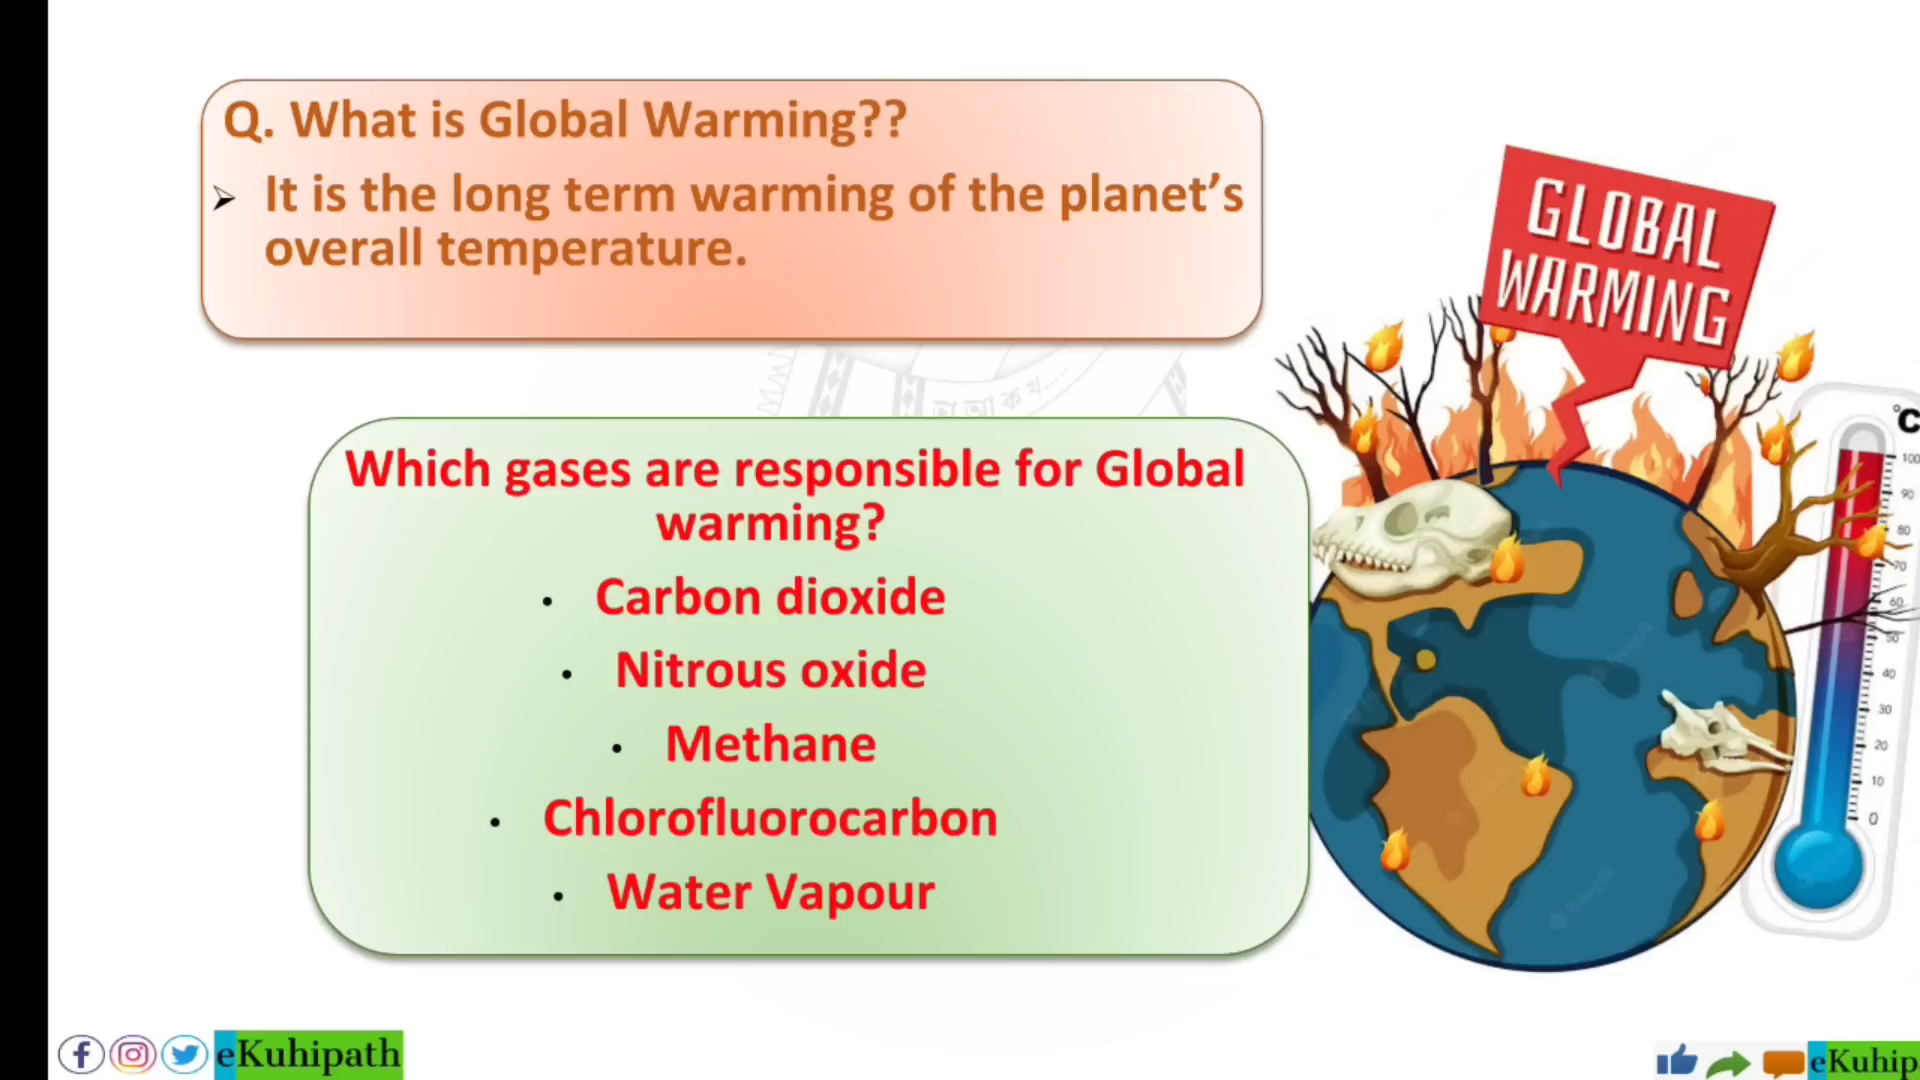 Q. What is Global Warming??
➢ It is the long term warming of the planet’s
overall temperature.
GLOBAL
WARMING
আ ক খ.....
Which gases are responsible for Global
warming?
• Carbon dioxide
• Nitrous oxide
• Methane
• Chlorofluorocarbon
• Water Vapour
°C
100
90
80
70
60
50
40
30
20
10
0
eKuhipath
eKuhip